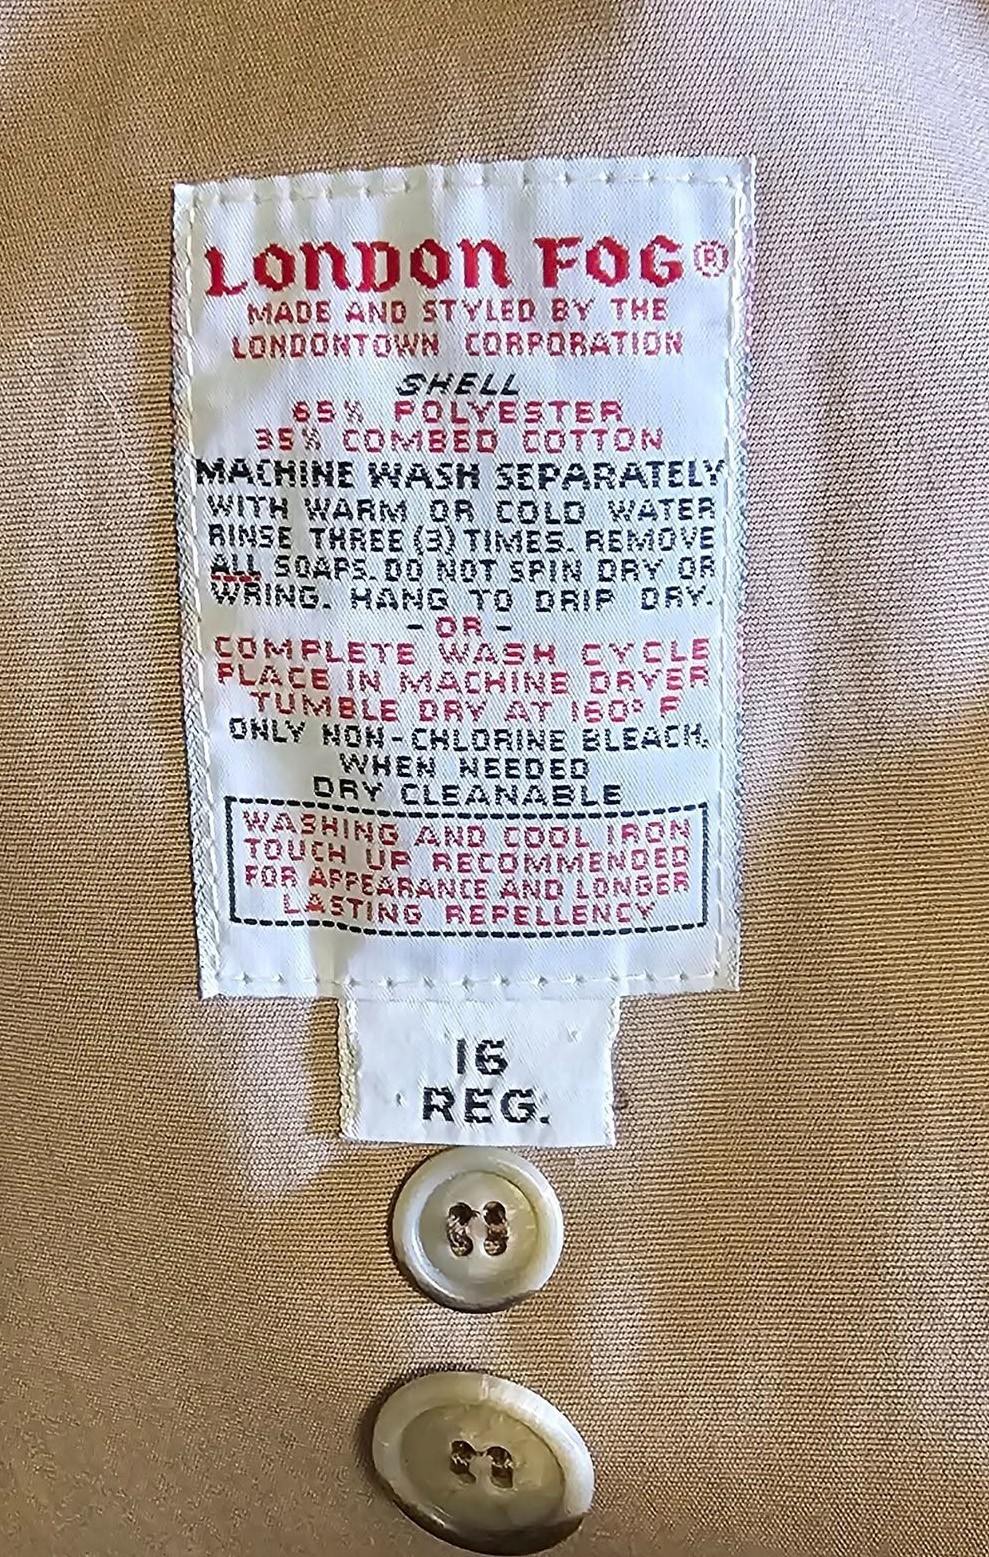 LONDON FOG®
MADE AND STYLED BY THE
LONDONTOWN CORPORATION
SHELL
65% POLYESTER
35% COMBED COTTON
MACHINE WASH SEPARATELY
WITH WARM OR COLD WATER
RINSE THREE (3) TIMES. REMOVE
ALL SOAPS. DO NOT SPIN DRY OR
WRING. HANG TO DRIP DRY.
- OR -
COMPLETE WASH CYCLE
PLACE IN MACHINE DRYER
TUMBLE DRY AT 160° F
ONLY NON-CHLORINE BLEACH.
WHEN NEEDED
DRY CLEANABLE
WASHING AND COOL IRON
TOUCH UP RECOMMENDED
FOR APPEARANCE AND LONGER
LASTING REPELLENCY
16
REG.